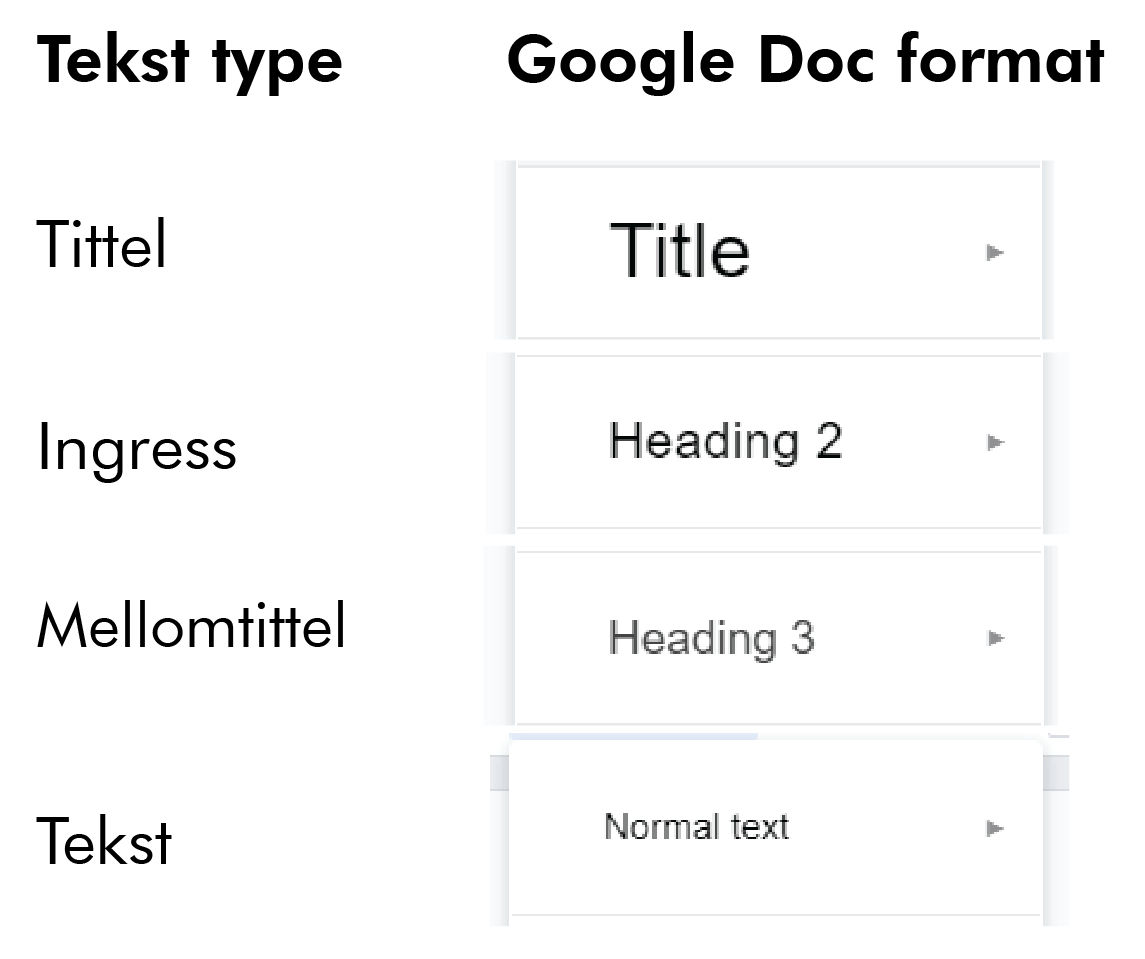 Tekst type Google Doc format
Tittel Title
Ingress Heading 2
Mellomtittel Heading 3
Tekst Normal text